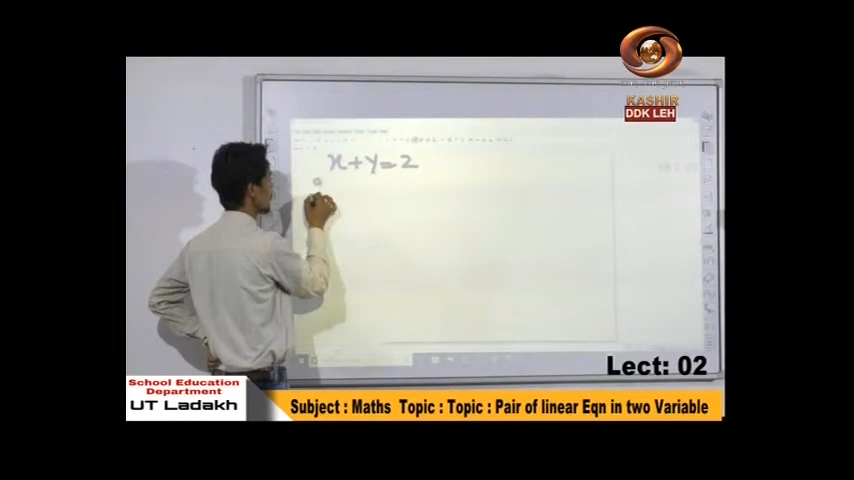 KASHIR
DDK LEH
x+y=2
Lect: 02
School Education
Department
UT Ladakh
Subject : Maths Topic : Topic : Pair of linear Eqn in two Variable